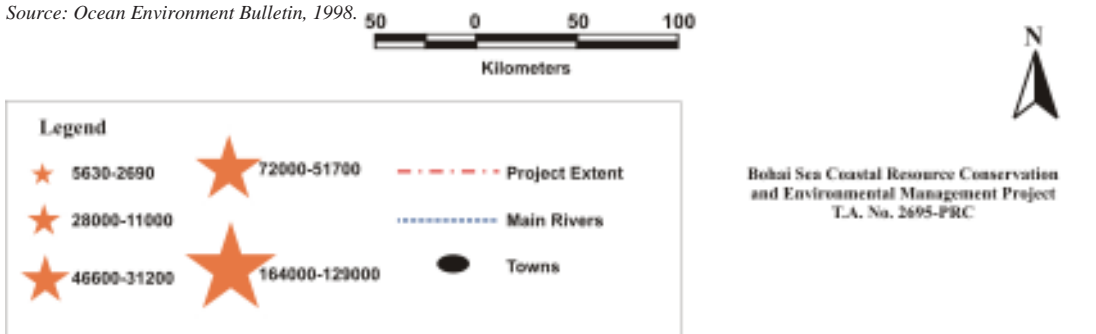 Source: Ocean Environment Bulletin, 1998.
50 0 50 100
Kilometers
N
Legend
5630-2690
28000-11000
46600-31200
72000-51700
164000-129000
Project Extent
Main Rivers
Towns
Bohai Sea Coastal Resource Conservation
and Environmental Management Project
T.A. No. 2695-PRC